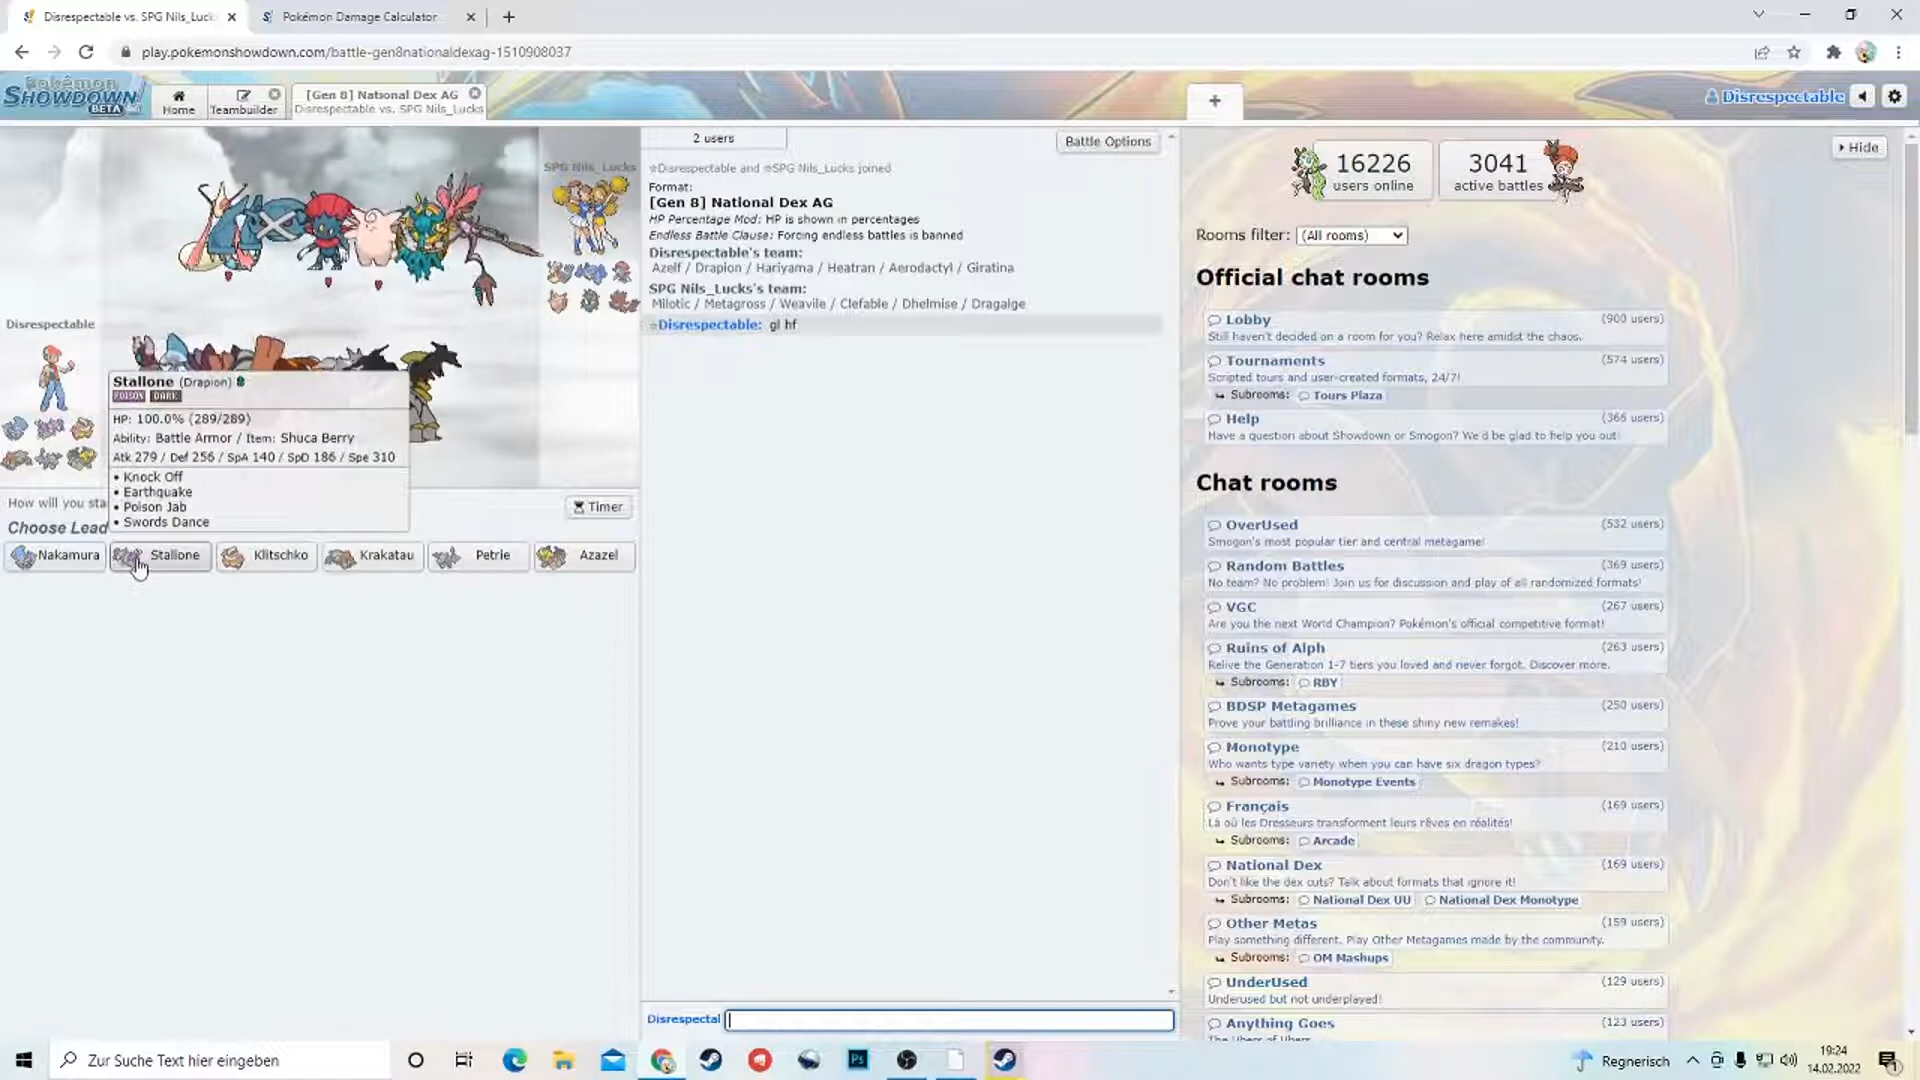 Disrespectable vs. SPG Nils_Luck
Pokémon Damage Calculator
play.pokemonshowdown.com/battle-gen8nationaldexag-1510908037
Pokémon
SHOWDOWN
BETA
Home
Teambuilder
[Gen 8] National Dex AG
Disrespectable vs. SPG Nils_Lucks
Disrespectable
SPG Nils_Lucks
Disrespectable
Stallone (Drapion)
POISON DARK
HP: 100.0% (289/289)
Ability: Battle Armor / Item: Shuca Berry
Atk 279 / Def 256 / SpA 140 / SpD 186 / Spe 310
• Knock Off
• Earthquake
• Poison Jab
• Swords Dance
How will you sta
Timer
Choose Lead
Nakamura
Stallone
Klitschko
Krakatau
Petrie
Azazel
2 users
Battle Options
☆Disrespectable and ☆SPG Nils_Lucks joined
Format:
[Gen 8] National Dex AG
HP Percentage Mod: HP is shown in percentages
Endless Battle Clause: Forcing endless battles is banned
Disrespectable's team:
Azelf / Drapion / Hariyama / Heatran / Aerodactyl / Giratina
SPG Nils_Lucks's team:
Milotic / Metagross / Weavile / Clefable / Dhelmise / Dragalge
☆Disrespectable: gl hf
Disrespectal
16226
users online
3041
active battles
Hide
Rooms filter: (All rooms)
Official chat rooms
Lobby (900 users)
Still haven't decided on a room for you? Relax here amidst the chaos.
Tournaments (574 users)
Scripted tours and user-created formats, 24/7!
Subrooms: Tours Plaza
Help (366 users)
Have a question about Showdown or Smogon? We'd be glad to help you out!
Chat rooms
OverUsed (532 users)
Smogon's most popular tier and central metagame!
Random Battles (369 users)
No team? No problem! Join us for discussion and play of all randomized formats!
VGC (267 users)
Are you the next World Champion? Pokémon's official competitive format!
Ruins of Alph (263 users)
Relive the Generation 1-7 tiers you loved and never forgot. Discover more.
Subrooms: RBY
BDSP Metagames (250 users)
Prove your battling brilliance in these shiny new remakes!
Monotype (210 users)
Who wants type variety when you can have six dragon types?
Subrooms: Monotype Events
Français (169 users)
Là où les Dresseurs transforment leurs rêves en réalités!
Subrooms: Arcade
National Dex (169 users)
Don't like the dex cuts? Talk about formats that ignore it!
Subrooms: National Dex UU National Dex Monotype
Other Metas (159 users)
Play something different. Play Other Metagames made by the community.
Subrooms: OM Mashups
UnderUsed (129 users)
Underused but not underplayed!
Anything Goes (123 users)
The Ubers of Ubers
Zur Suche Text hier eingeben
Ps
Regnerisch
19:24
14.02.2022